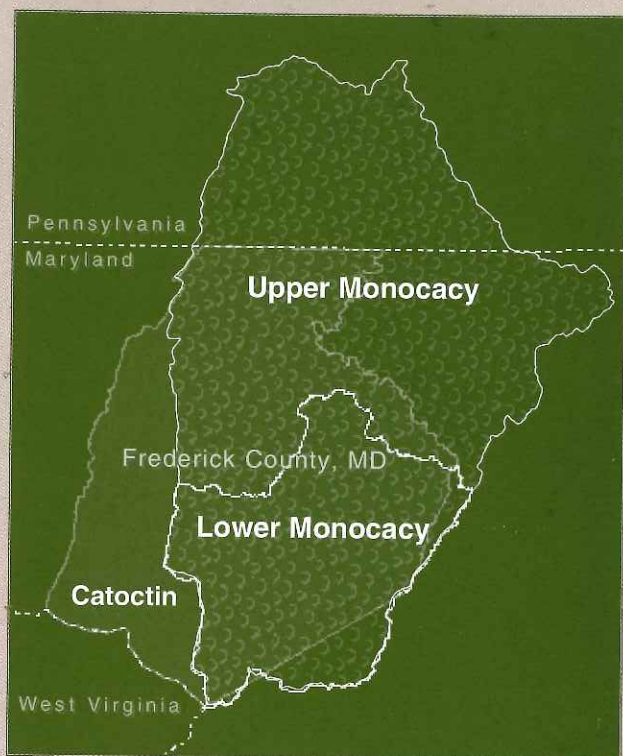 Pennsylvania
Maryland
Upper Monocacy
Frederick County, MD
Lower Monocacy
Catoctin
West Virginia